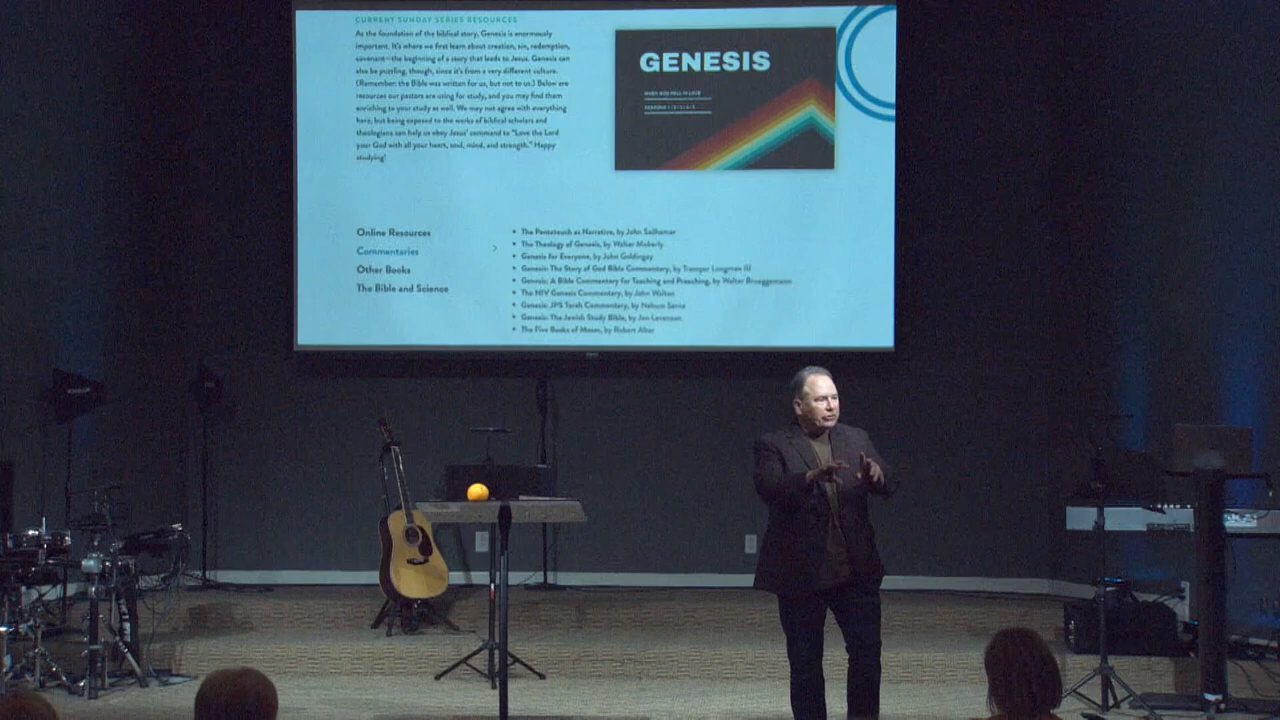 CURRENT SUNDAY SERIES RESOURCES
As the foundation of the biblical story, Genesis is enormously
important. It's where we first learn about creation, sin, redemption,
covenant—the beginning of a story that leads to Jesus. Genesis can
also be puzzling, though, since it's from a very different culture.
(Remember: the Bible was written for us, but not to us.) Below are
resources our pastors are using for study, and you may find them
enriching to your study as well. We may not agree with everything
here, but being exposed to the works of biblical scholars and
theologians can help us obey Jesus' command to "Love the Lord
your God with all your heart, soul, mind, and strength." Happy
studying!
GENESIS
WHEN GOD FELL IN LOVE
Online Resources
Commentaries
Other Books
The Bible and Science
• The Pentateuch as Narrative, by John Sailhamer
• The Theology of Genesis, by Walter Moberly
• Genesis for Everyone, by John Goldingay
• Genesis: The Story of God Bible Commentary, by Tremper Longman III
• Genesis: A Bible Commentary for Teaching and Preaching, by Walter Brueggemann
• The NIV Genesis Commentary, by John Walton
• Genesis: JPS Torah Commentary, by Nahum Sarna
• Genesis: The Jewish Study Bible, by Jon Levenson
• The Five Books of Moses, by Robert Alter